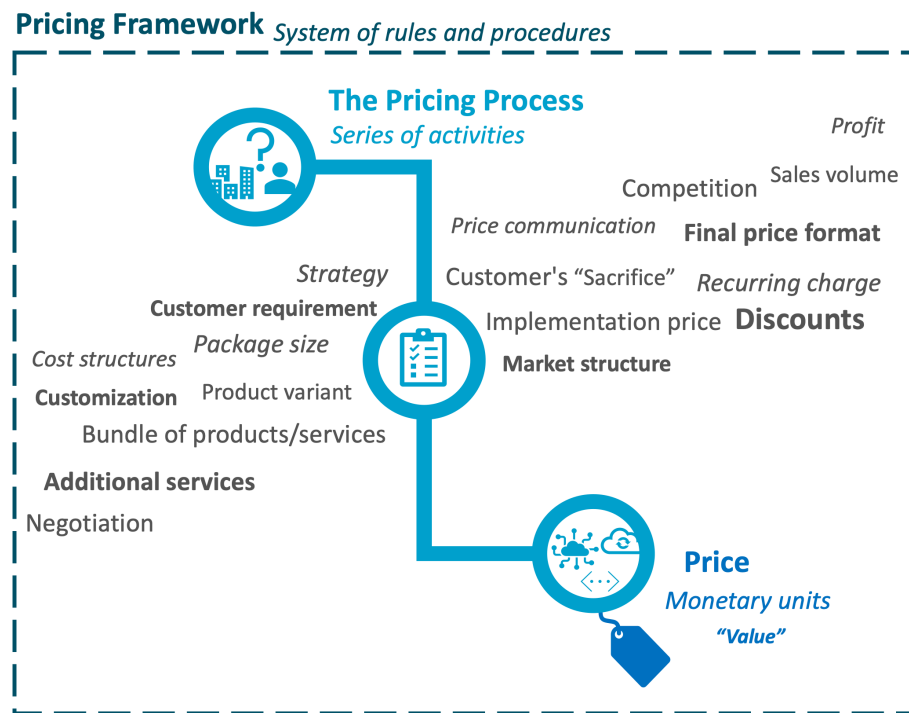 Pricing Framework System of rules and procedures
The Pricing Process
Series of activities
Profit
Sales volume
Competition
Price communication
Final price format
Strategy
Customer's “Sacrifice”
Recurring charge
Customer requirement
Implementation price
Discounts
Package size
Cost structures
Market structure
Customization
Product variant
Bundle of products/services
Additional services
Negotiation
Price
Monetary units
“Value”